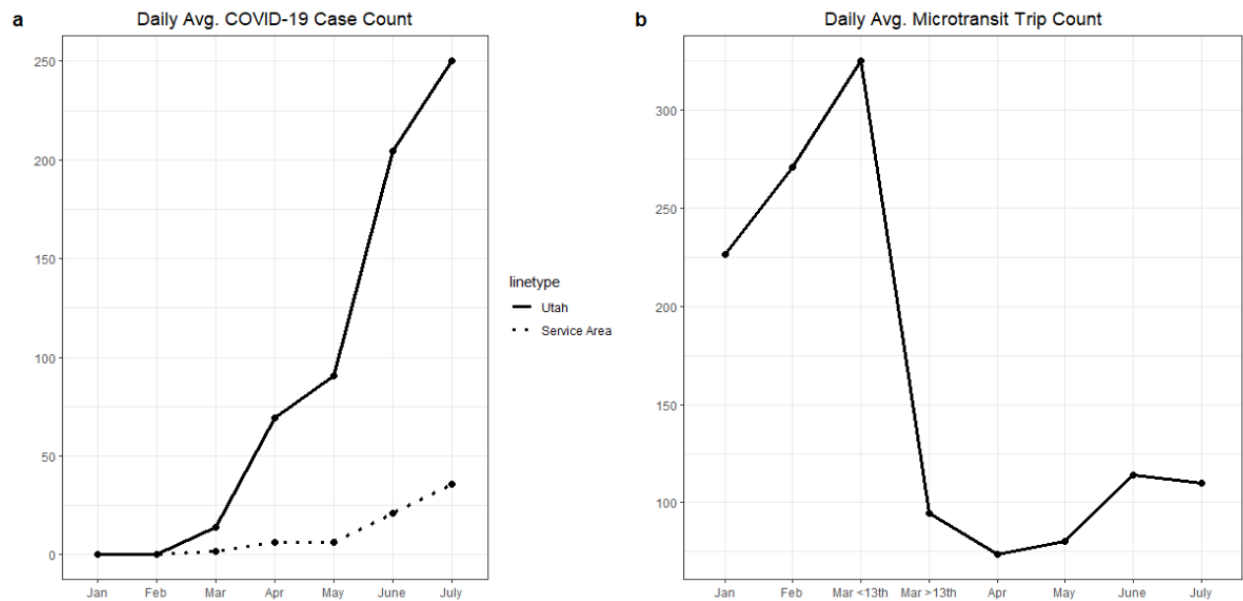 a
Daily Avg. COVID-19 Case Count
250
200
150
100
50
0
Jan Feb Mar Apr May June July
linetype
Utah
Service Area
b
Daily Avg. Microtransit Trip Count
300
250
200
150
100
Jan Feb Mar <13th Mar >13th Apr May June July